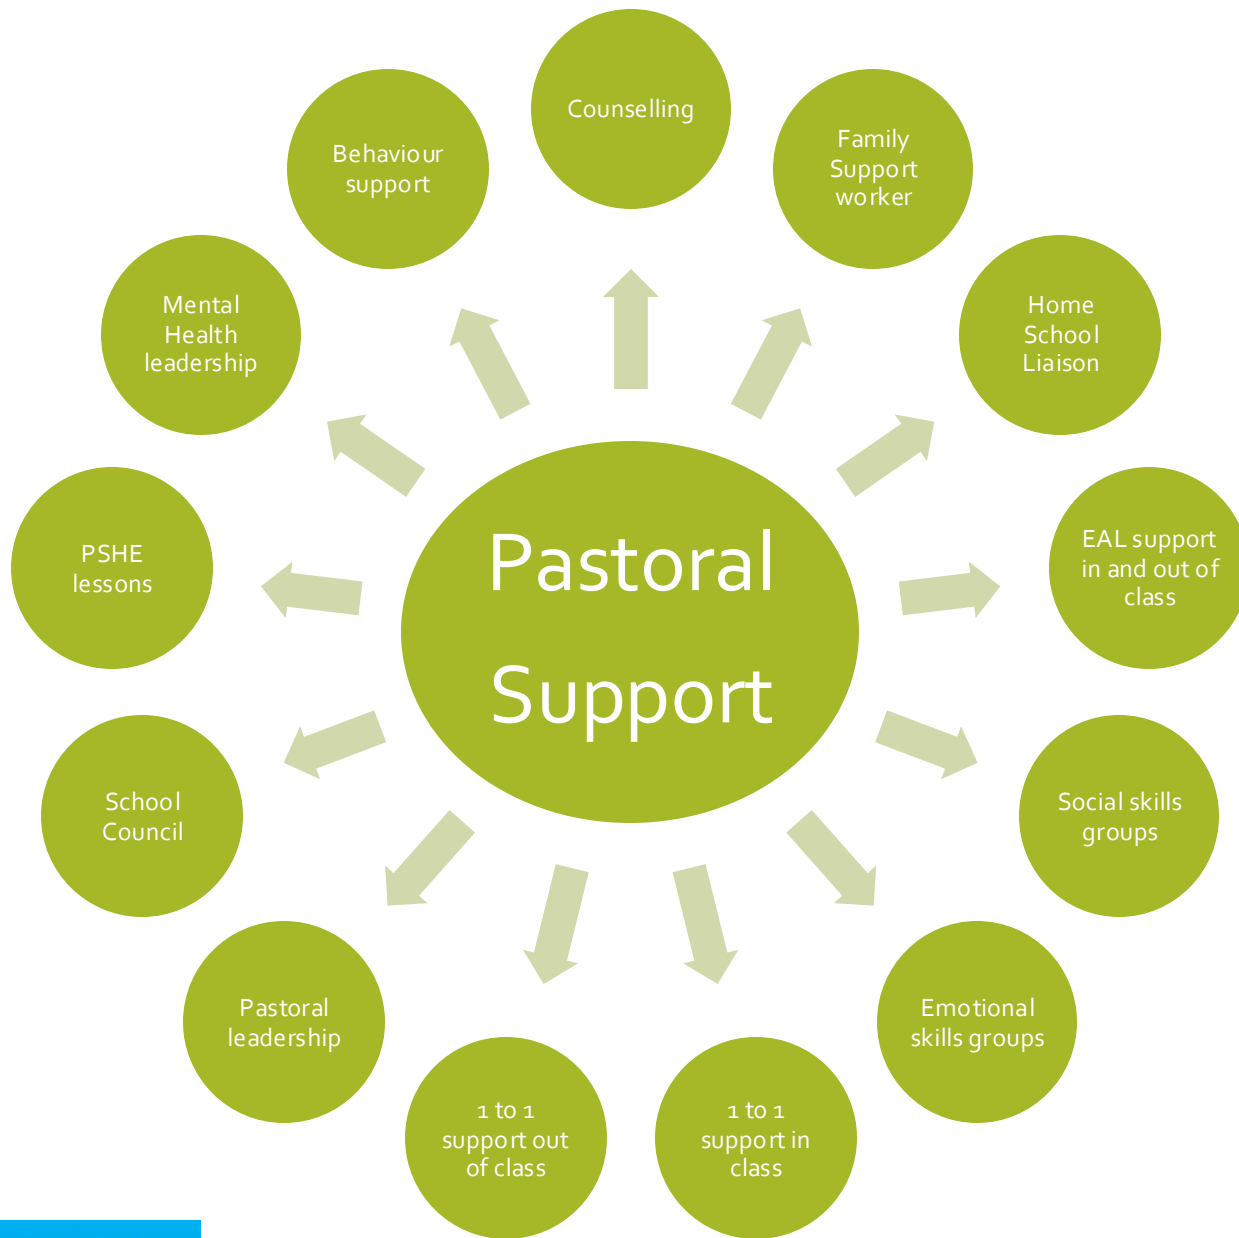 Counselling
Family
Support
worker
Home
School
Liaison
EAL support
in and out of
class
Social skills
groups
Emotional
skills groups
1 to 1
support in
class
1 to 1
support out
of class
Pastoral
leadership
School
Council
PSHE
lessons
Mental
Health
leadership
Behaviour
support
Pastoral
Support